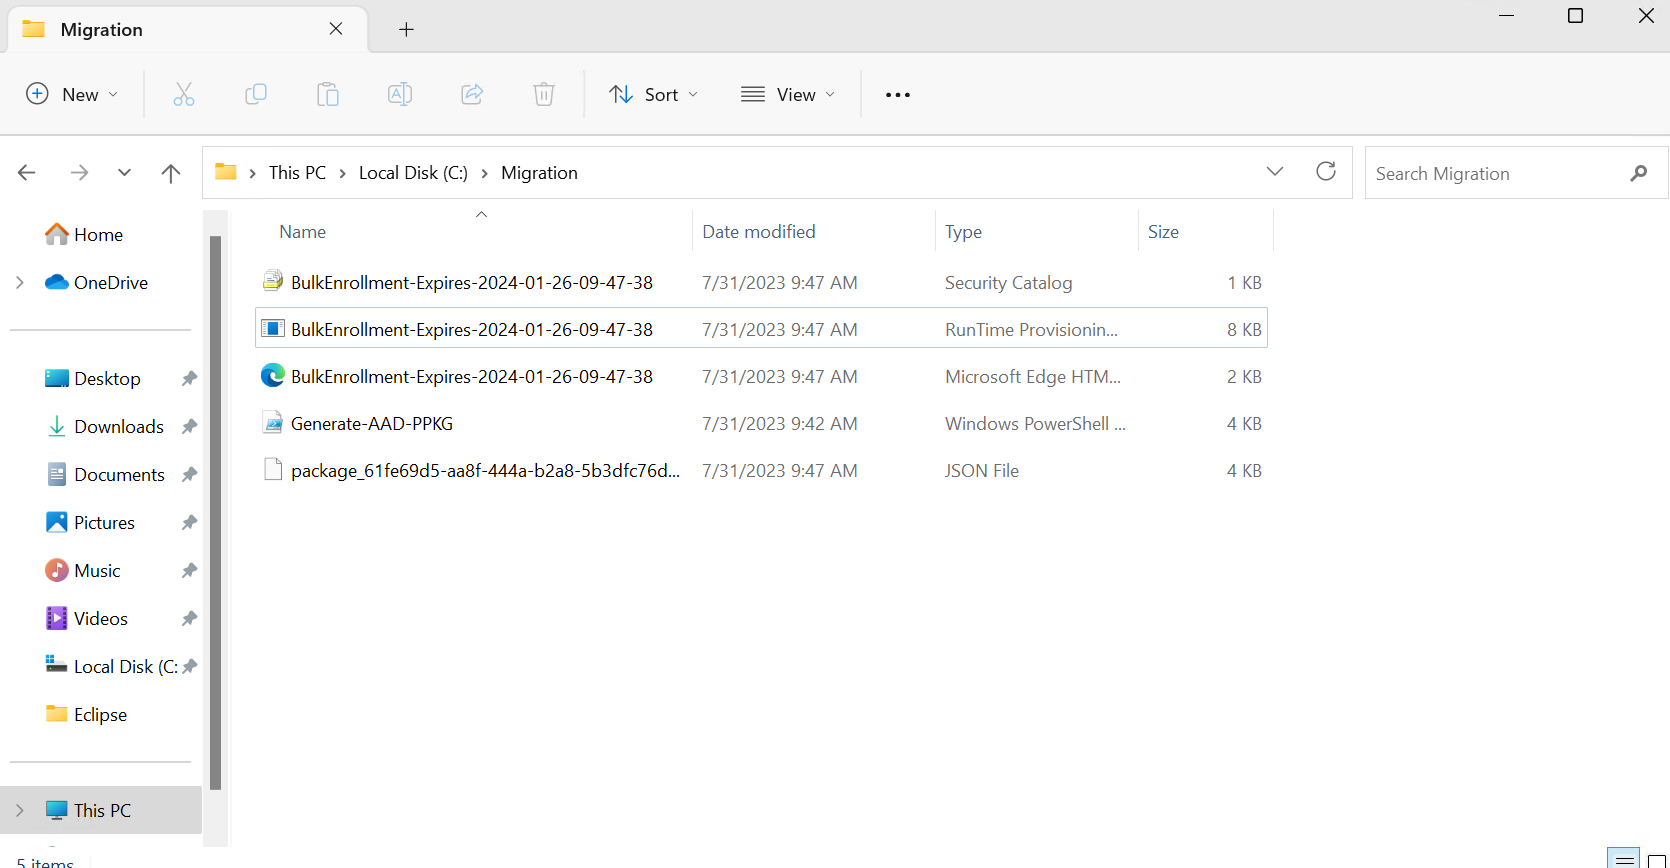 Migration
New
Sort
View
This PC
Local Disk (C:)
Migration
Search Migration
Home
OneDrive
Desktop
Downloads
Documents
Pictures
Music
Videos
Local Disk (C:
Eclipse
This PC
Name Date modified Type Size
BulkEnrollment-Expires-2024-01-26-09-47-38 7/31/2023 9:47 AM Security Catalog 1 KB
BulkEnrollment-Expires-2024-01-26-09-47-38 7/31/2023 9:47 AM RunTime Provisionin... 8 KB
BulkEnrollment-Expires-2024-01-26-09-47-38 7/31/2023 9:47 AM Microsoft Edge HTM... 2 KB
Generate-AAD-PPKG 7/31/2023 9:42 AM Windows PowerShell ... 4 KB
package_61fe69d5-aa8f-444a-b2a8-5b3dfc76d... 7/31/2023 9:47 AM JSON File 4 KB
5 items